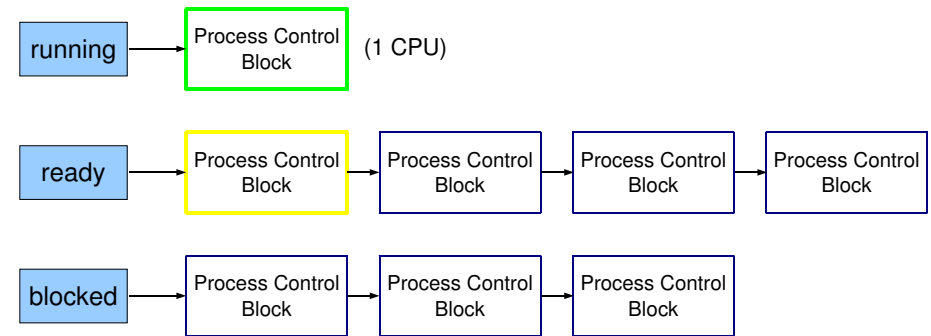 running
Process Control
Block
(1 CPU)
ready
Process Control
Block
Process Control
Block
Process Control
Block
Process Control
Block
blocked
Process Control
Block
Process Control
Block
Process Control
Block